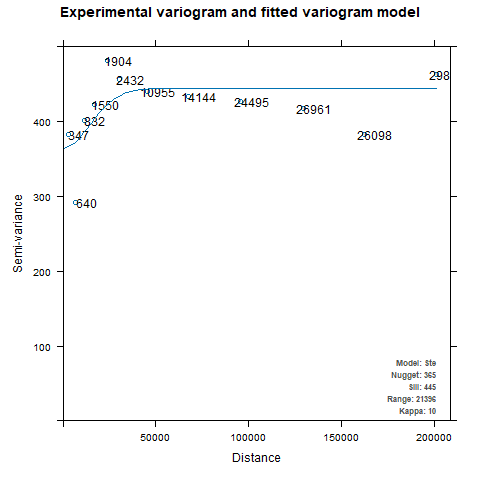 Experimental variogram and fitted variogram model
1904
2432
298
10955
14144
24495
1550
26961
832
26098
347
640
400
300
200
100
Semi-variance
Model: Ste
Nugget: 365
Sill: 445
Range: 21396
Kappa: 10
50000 100000 150000 200000
Distance